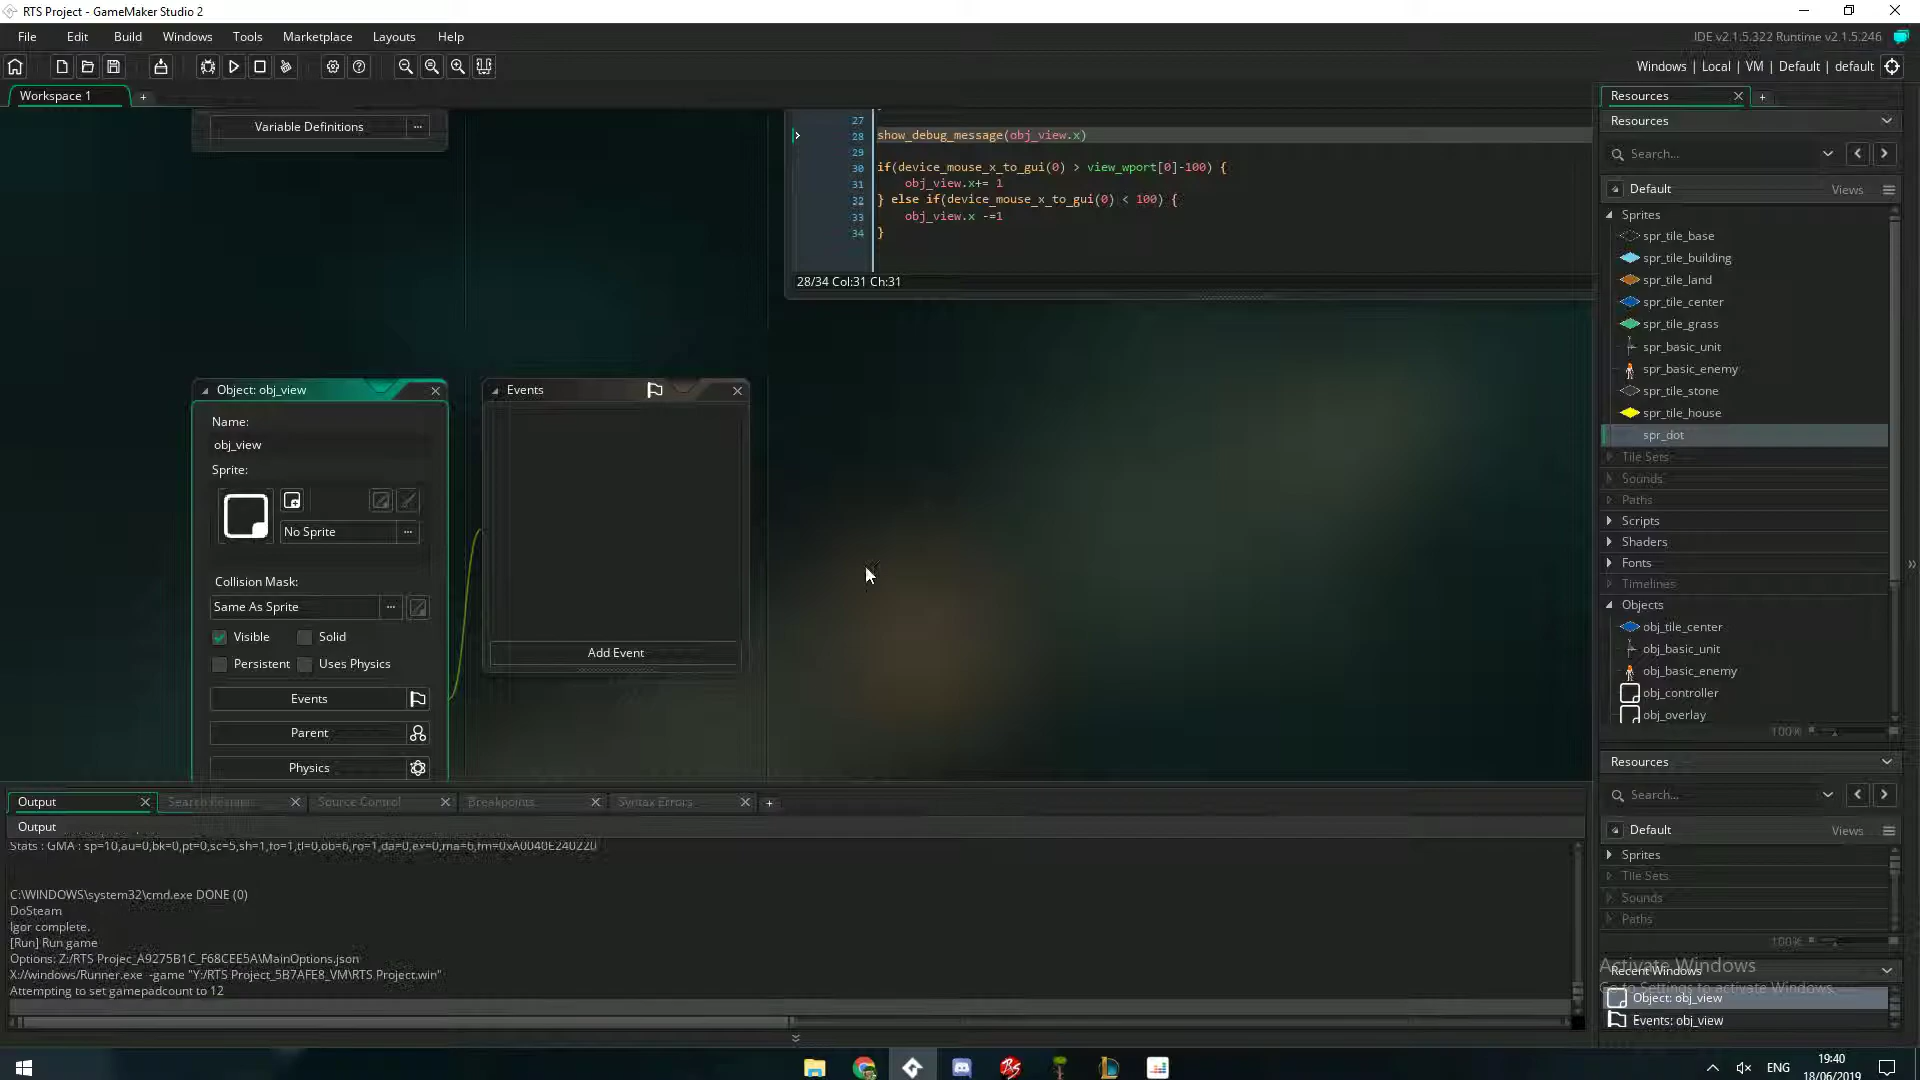 RTS Project - GameMaker Studio 2
File Edit Build Windows Tools Marketplace Layouts Help
IDE v2.1.5.322 Runtime v2.1.5.246
Windows | Local | VM | Default | default
Workspace 1
Variable Definitions
27
28 show_debug_message(obj_view.x)
29
30 if(device_mouse_x_to_gui(0) > view_wport[0]-100) {
31 obj_view.x+= 1
32 } else if(device_mouse_x_to_gui(0) < 100) {
33 obj_view.x -=1
34 }
28/34 Col:31 Ch:31
Object: obj_view
Name:
obj_view
Sprite:
No Sprite
Collision Mask:
Same As Sprite
Visible Solid
Persistent Uses Physics
Events
Parent
Physics
Events
Add Event
Resources
Resources
Search...
Default Views
Sprites
spr_tile_base
spr_tile_building
spr_tile_land
spr_tile_center
spr_tile_grass
spr_basic_unit
spr_basic_enemy
spr_tile_stone
spr_tile_house
spr_dot
Tile Sets
Sounds
Paths
Scripts
Shaders
Fonts
Timelines
Objects
obj_tile_center
obj_basic_unit
obj_basic_enemy
obj_controller
obj_overlay
100%
Resources
Search...
Default Views
Sprites
Tile Sets
Sounds
Paths
100%
Activate Windows
Recent Windows
Go to Settings to activate Windows.
Object: obj_view
Events: obj_view
Output Search Results Source Control Breakpoints Syntax Errors
Output
Stats : GMA : sp=10,au=0,bk=0,pt=0,sc=5,sh=1,fo=1,tl=0,ob=6,ro=1,da=0,ex=0,ma=6,fm=0xA0040E240220
C:\WINDOWS\system32\cmd.exe DONE (0)
DoSteam
Igor complete.
[Run] Run game
Options: Z:/RTS Projec_A9275B1C_F68CEE5A\MainOptions.json
X://windows/Runner.exe -game "Y:/RTS Project_5B7AFE8_VM\RTS Project.win"
Attempting to set gamepadcount to 12
ENG
19:40
18/06/2019